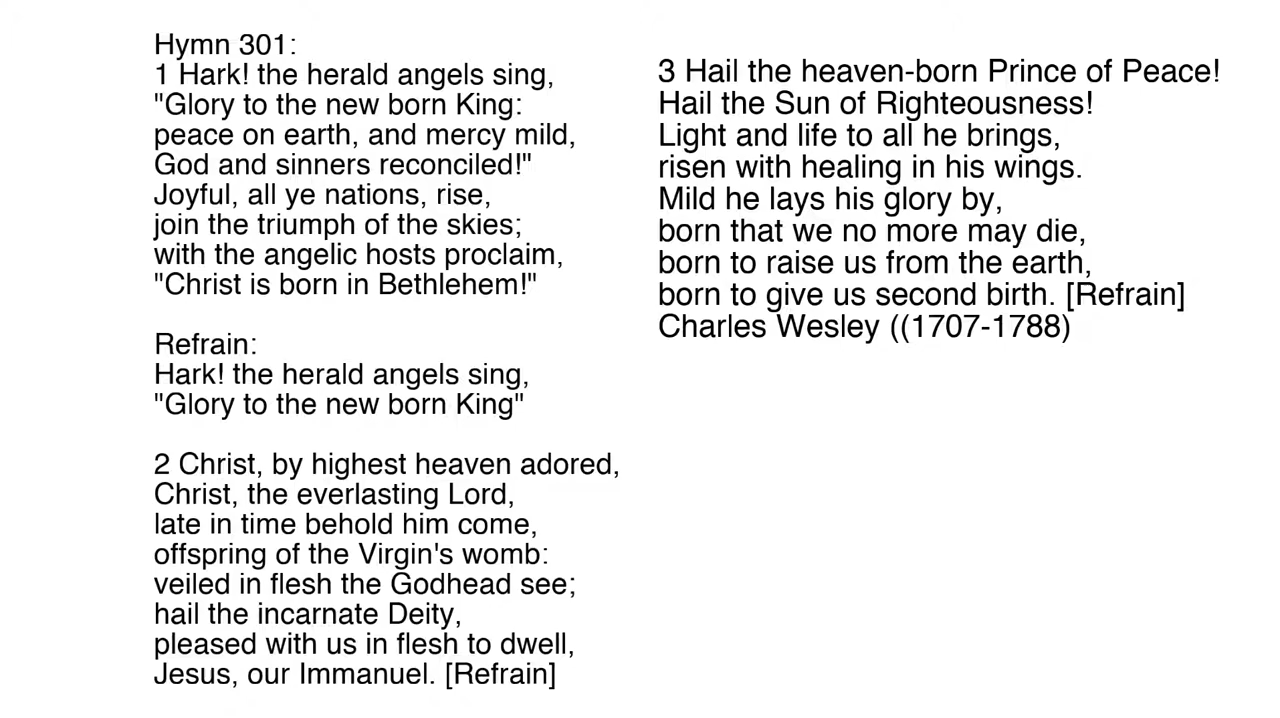 Hymn 301:
1 Hark! the herald angels sing,
"Glory to the new born King:
peace on earth, and mercy mild,
God and sinners reconciled!"
Joyful, all ye nations, rise,
join the triumph of the skies;
with the angelic hosts proclaim,
"Christ is born in Bethlehem!"
Refrain:
Hark! the herald angels sing,
"Glory to the new born King"
2 Christ, by highest heaven adored,
Christ, the everlasting Lord,
late in time behold him come,
offspring of the Virgin's womb:
veiled in flesh the Godhead see;
hail the incarnate Deity,
pleased with us in flesh to dwell,
Jesus, our Immanuel. [Refrain]
3 Hail the heaven-born Prince of Peace!
Hail the Sun of Righteousness!
Light and life to all he brings,
risen with healing in his wings.
Mild he lays his glory by,
born that we no more may die,
born to raise us from the earth,
born to give us second birth. [Refrain]
Charles Wesley ((1707-1788)